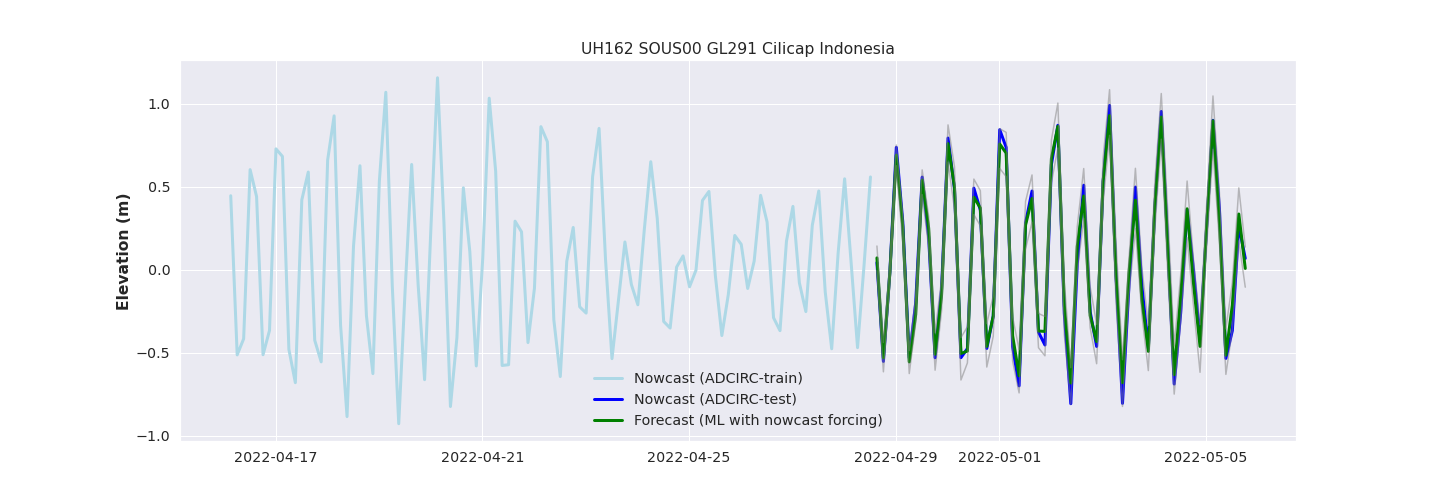 UH162 SOUS00 GL291 Cilicap Indonesia
Elevation (m)
1.0
0.5
0.0
−0.5
−1.0
Nowcast (ADCIRC-train)
Nowcast (ADCIRC-test)
Forecast (ML with nowcast forcing)
2022-04-17
2022-04-21
2022-04-25
2022-04-29
2022-05-01
2022-05-05